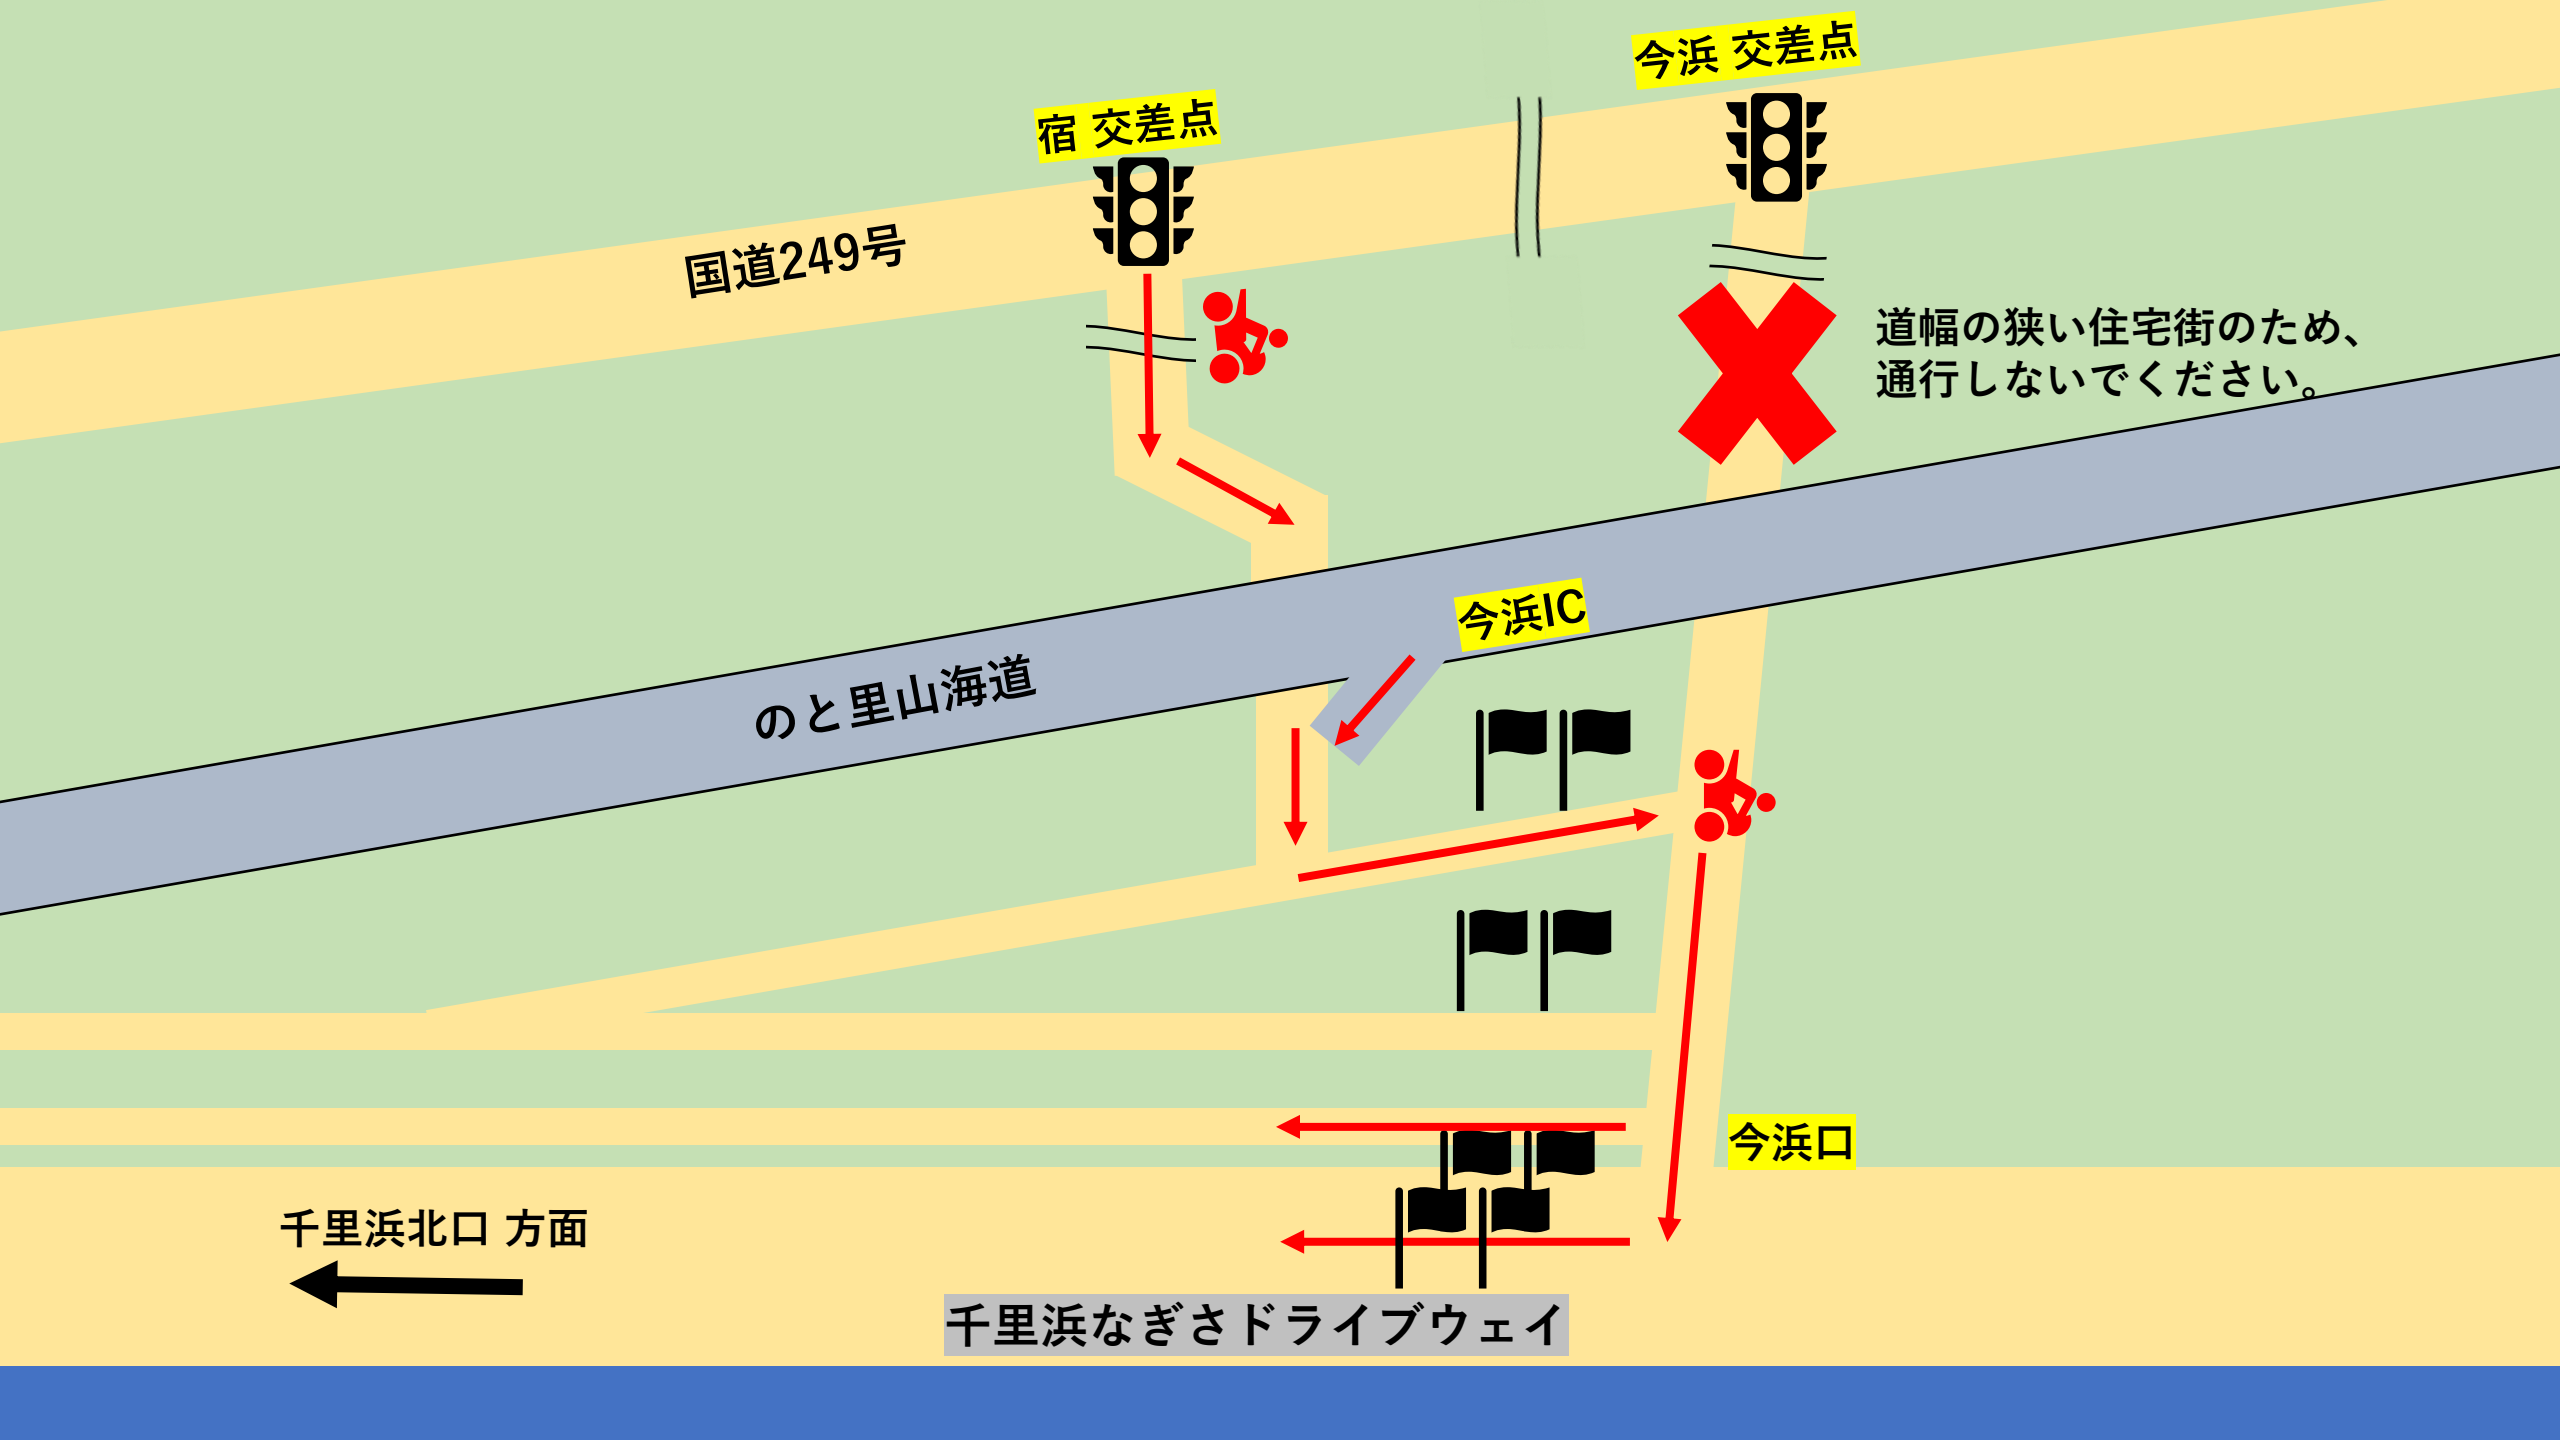 今浜 交差点
宿 交差点
国道249号
道幅の狭い住宅街のため、
通行しないでください。
今浜IC
のと里山海道
今浜口
千里浜北口 方面
千里浜なぎさドライブウェイ